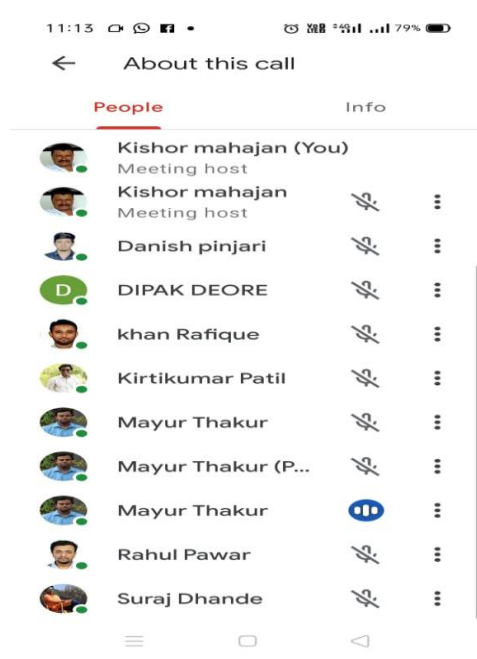 11:13
79%
About this call
People Info
Kishor mahajan (You)
Meeting host
Kishor mahajan
Meeting host
Danish pinjari
D DIPAK DEORE
khan Rafique
Kirtikumar Patil
Mayur Thakur
Mayur Thakur (P...
Mayur Thakur
Rahul Pawar
Suraj Dhande